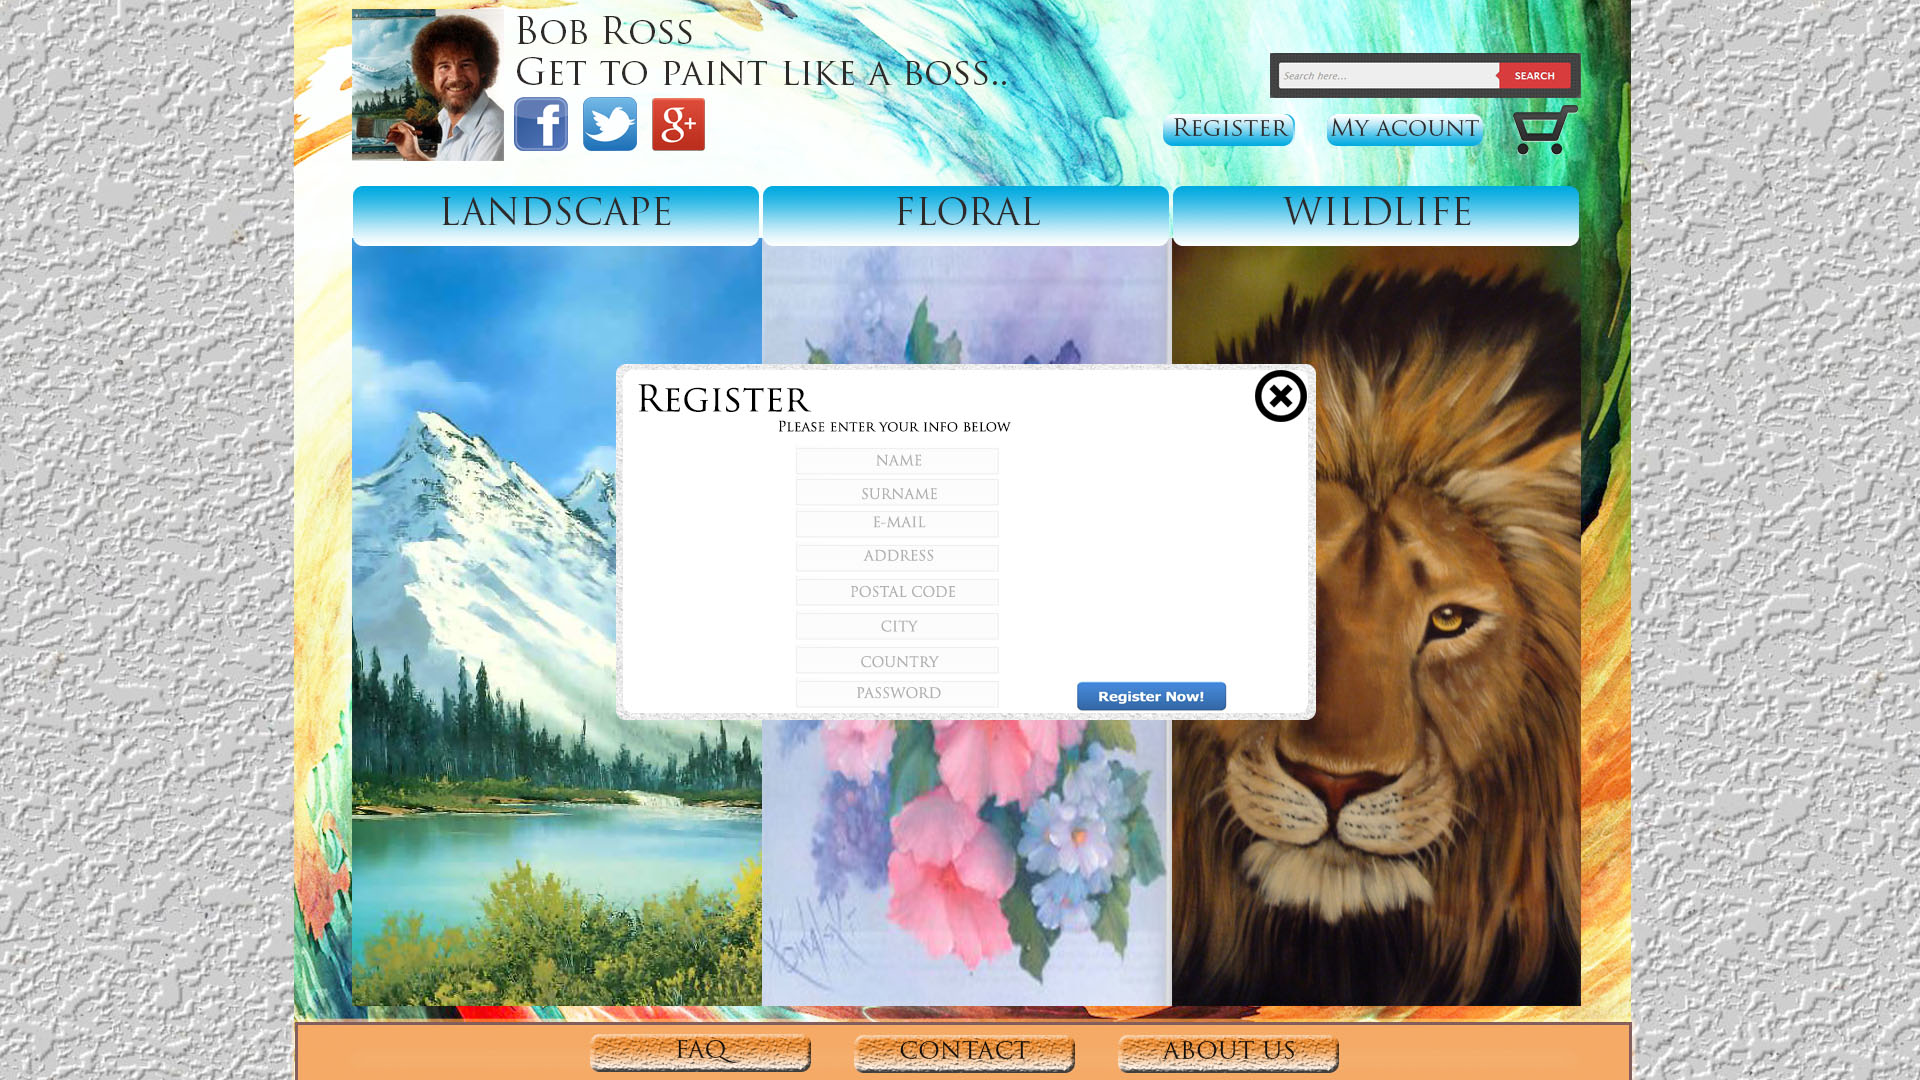 Bob Ross
Get to paint like a boss..
f
g+
Search here...
SEARCH
Register
My acount
LANDSCAPE
FLORAL
WILDLIFE
Register
Please enter your info below
NAME
SURNAME
E-MAIL
ADDRESS
POSTAL CODE
CITY
COUNTRY
PASSWORD
Register Now!
FAQ
CONTACT
ABOUT US